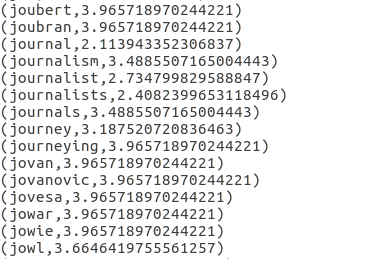 (joubert,3.965718970244221)
(joubran,3.965718970244221)
(journal,2.113943352306837)
(journalism,3.4885507165004443)
(journalist,2.734799829588847)
(journalists,2.4082399653118496)
(journals,3.4885507165004443)
(journey,3.187520720836463)
(journeying,3.965718970244221)
(jovan,3.965718970244221)
(jovanovic,3.965718970244221)
(jovesa,3.965718970244221)
(jowar,3.965718970244221)
(jowie,3.965718970244221)
(jowl,3.6646419755561257)